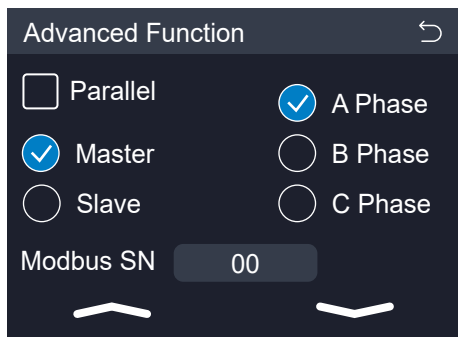 Advanced Function
Parallel
A Phase
Master
B Phase
Slave
C Phase
Modbus SN 00